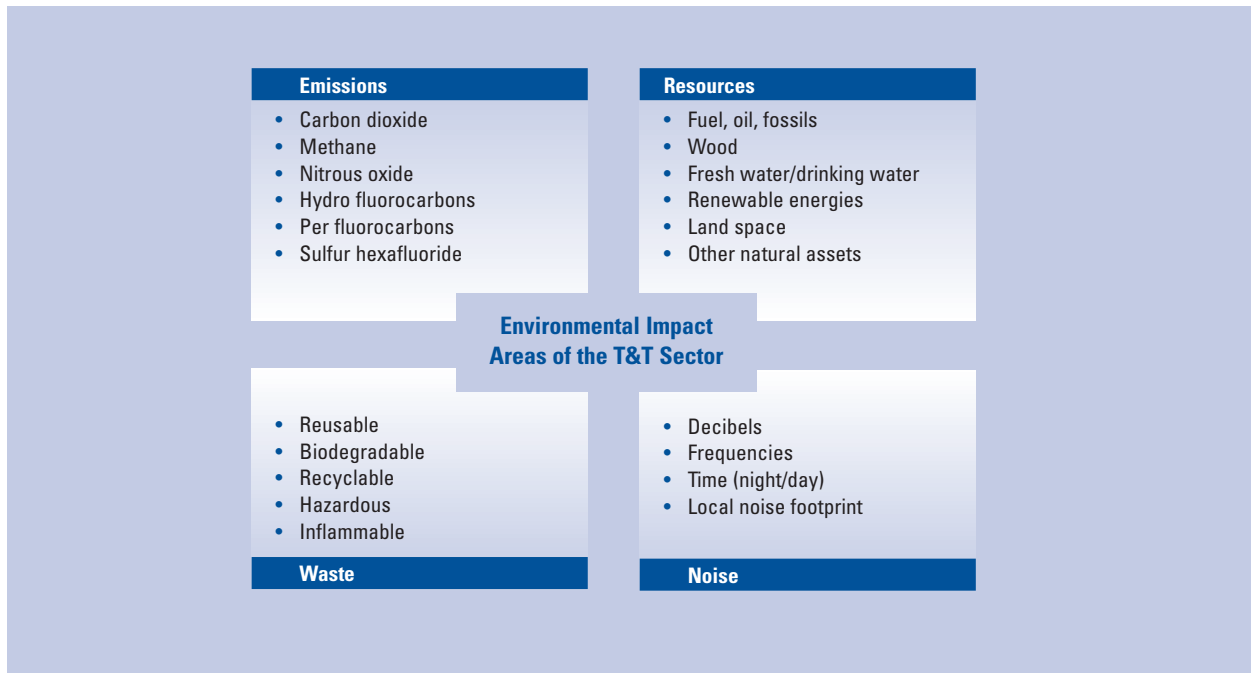 Emissions
• Carbon dioxide
• Methane
• Nitrous oxide
• Hydro fluorocarbons
• Per fluorocarbons
• Sulfur hexafluoride
Resources
• Fuel, oil, fossils
• Wood
• Fresh water/drinking water
• Renewable energies
• Land space
• Other natural assets
Environmental Impact
Areas of the T&T Sector
• Reusable
• Biodegradable
• Recyclable
• Hazardous
• Inflammable
Waste
• Decibels
• Frequencies
• Time (night/day)
• Local noise footprint
Noise